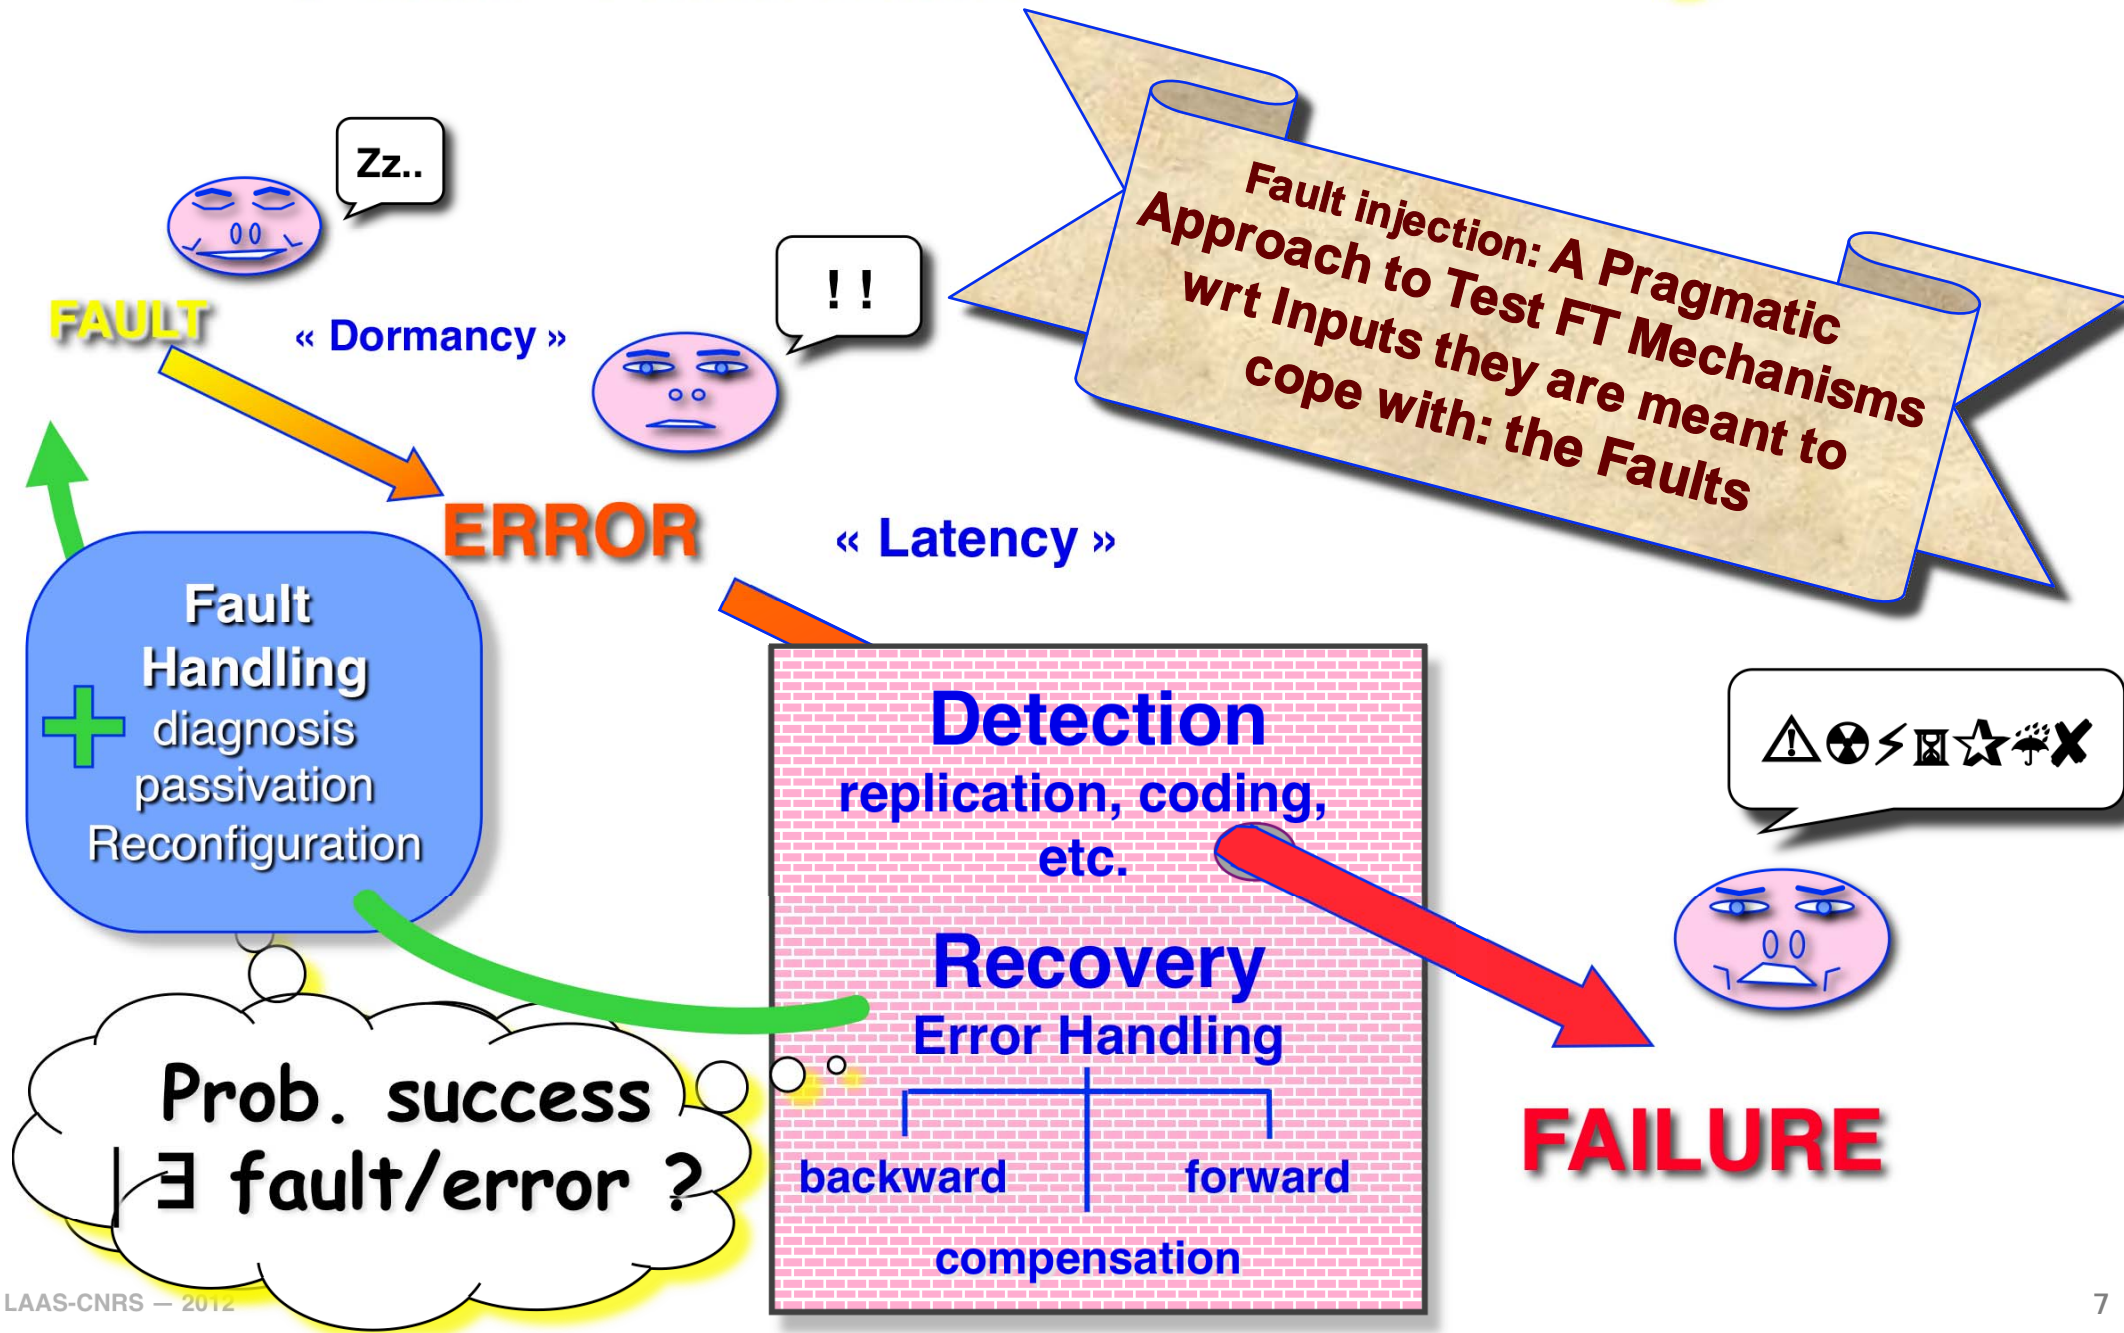 Zz..
FAULT
« Dormancy »
! !
Fault injection: A Pragmatic
Approach to Test FT Mechanisms
wrt Inputs they are meant to
cope with: the Faults
ERROR
« Latency »
Fault
Handling
diagnosis
passivation
Reconfiguration
Detection
replication, coding,
etc.
Recovery
Error Handling
backward
forward
compensation
FAILURE
Prob. success
| ∃ fault/error ?
LAAS-CNRS — 2012
7